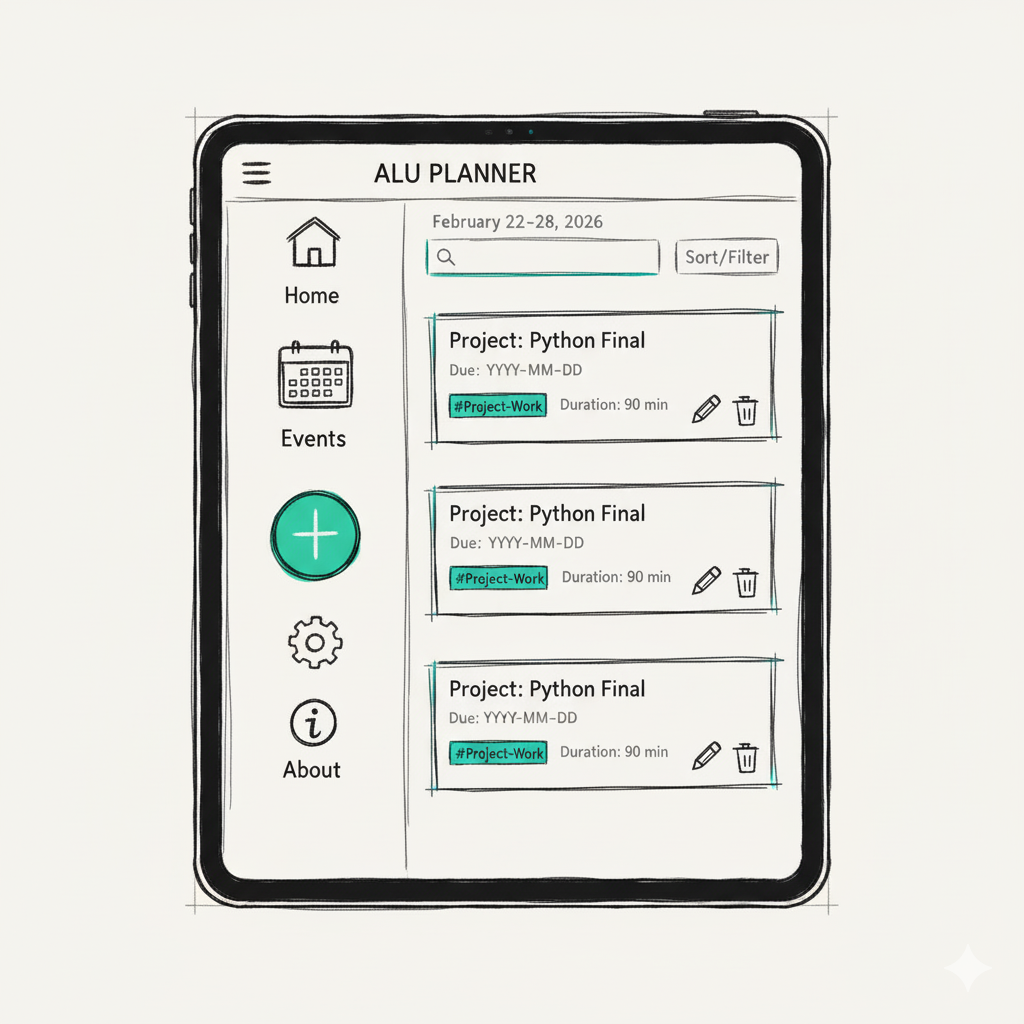 ALU PLANNER
Home
Events
About
February 22-28, 2026
Sort/Filter
Project: Python Final
Due: YYYY-MM-DD
#Project-Work Duration: 90 min
Project: Python Final
Due: YYYY-MM-DD
#Project-Work Duration: 90 min
Project: Python Final
Due: YYYY-MM-DD
#Project-Work Duration: 90 min